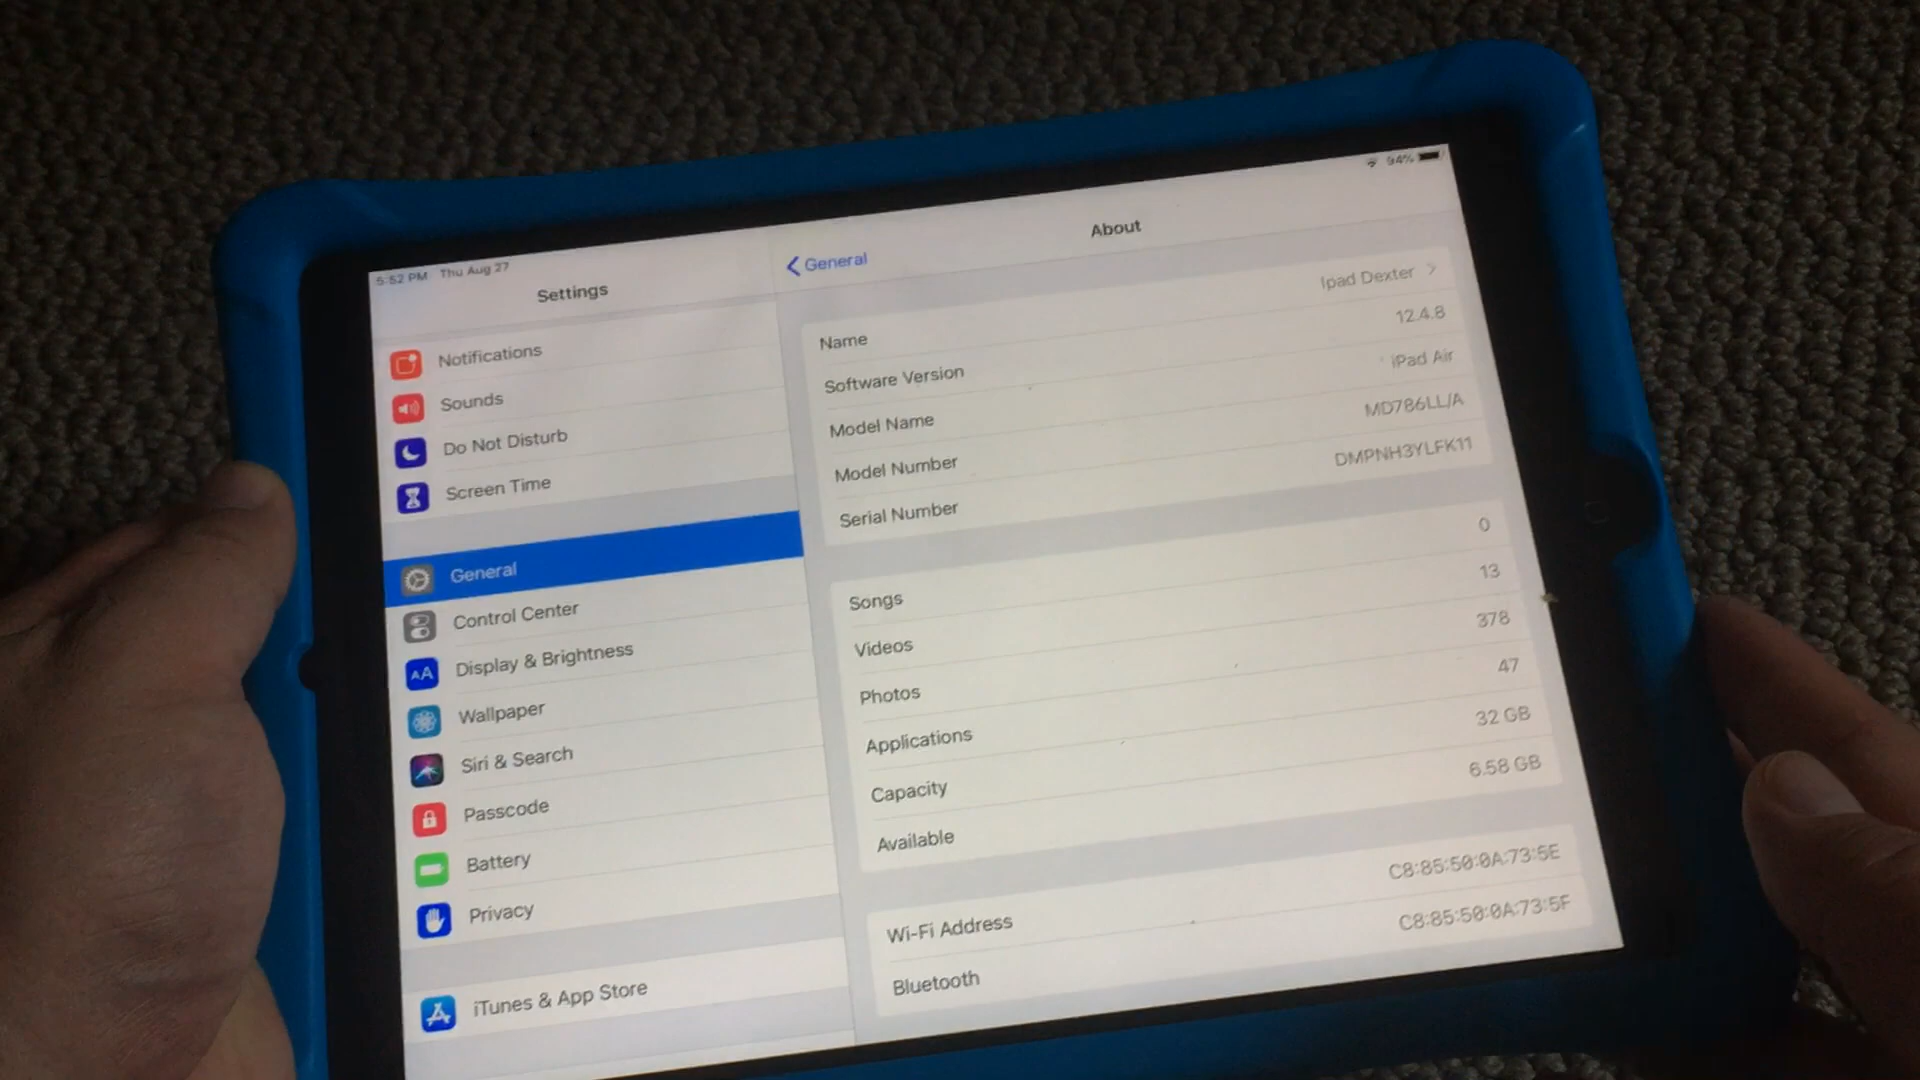 5:52 PM Thu Aug 27
94%
Settings
Notifications
Sounds
Do Not Disturb
Screen Time
General
Control Center
AA Display & Brightness
Wallpaper
Siri & Search
Passcode
Battery
Privacy
iTunes & App Store
General
About
Name Ipad Dexter
Software Version 12.4.8
Model Name iPad Air
Model Number MD786LL/A
Serial Number DMPNH3YLFK11
Songs 0
Videos 13
Photos 378
Applications 47
Capacity 32 GB
Available 6.58 GB
Wi-Fi Address C8:85:50:0A:73:5E
Bluetooth C8:85:50:0A:73:5F